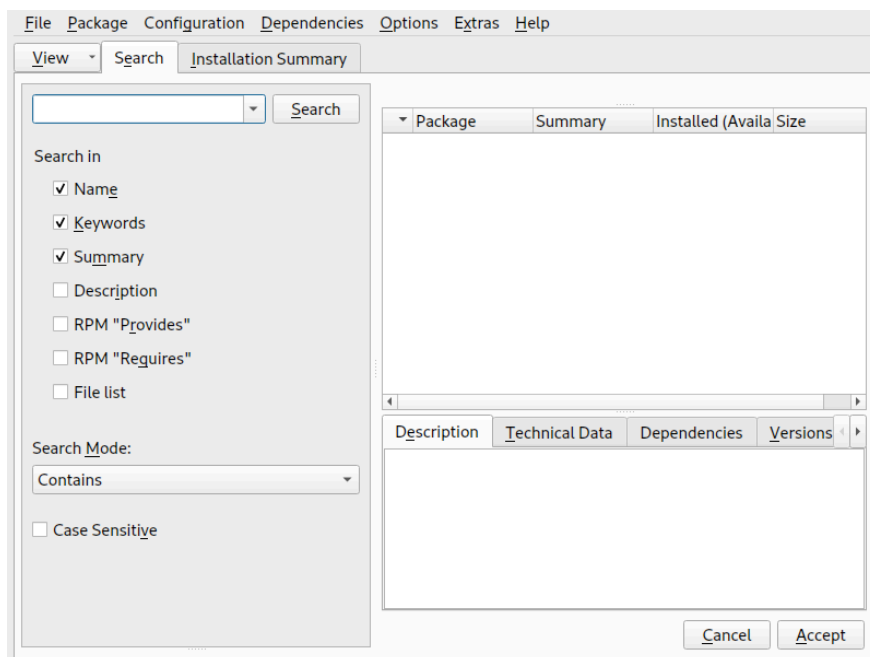 File Package Configuration Dependencies Options Extras Help
View Search Installation Summary
Search
Package Summary Installed (Availa Size
Search in
Name
Keywords
Summary
Description
RPM "Provides"
RPM "Requires"
File list
Description Technical Data Dependencies Versions
Search Mode:
Contains
Case Sensitive
Cancel Accept